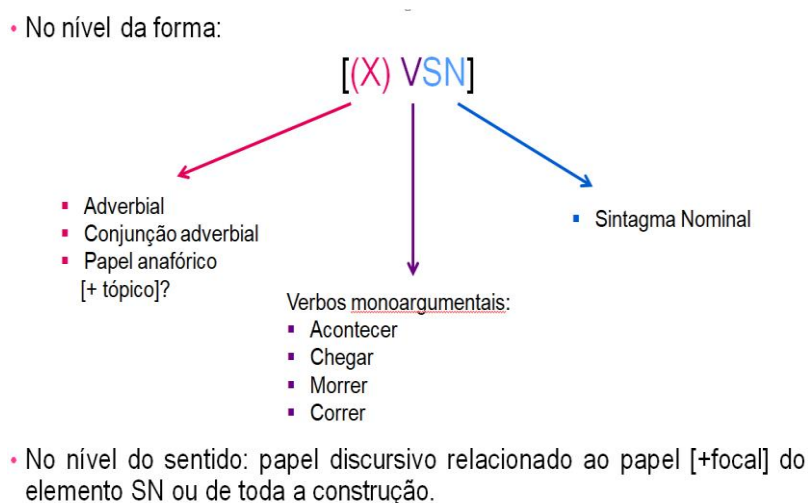 • No nível da forma:
[(X) VSN]
▪ Adverbial
▪ Conjunção adverbial
▪ Papel anafórico
[+ tópico]?
▪ Sintagma Nominal
Verbos monoargumentais:
▪ Acontecer
▪ Chegar
▪ Morrer
▪ Correr
• No nível do sentido: papel discursivo relacionado ao papel [+focal] do
elemento SN ou de toda a construção.